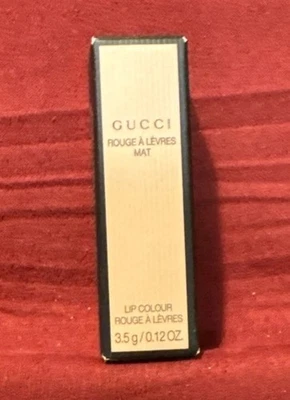 GUCCI
ROUGE À LÈVRES
MAT
LIP COLOUR
ROUGE À LÈVRES
3.5 g / 0.12 OZ.